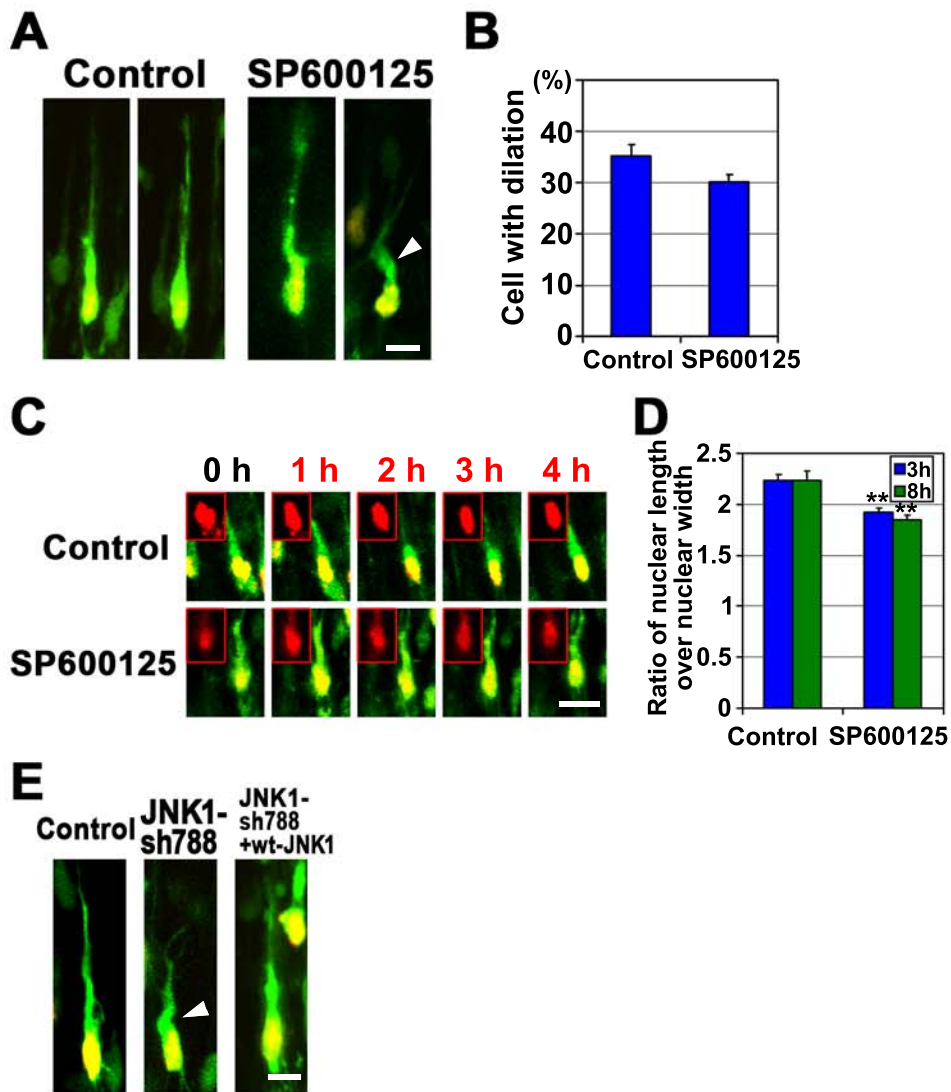 A
Control SP600125
B
(%)
Cell with dilation
40
30
20
10
0
Control SP600125
C
0 h 1 h 2 h 3 h 4 h
Control
SP600125
D
Ratio of nuclear length
over nuclear width
2.5
2
1.5
1
0.5
0
3h
8h
** **
Control SP600125
E
Control
JNK1-
sh788
JNK1-
sh788
+wt-JNK1